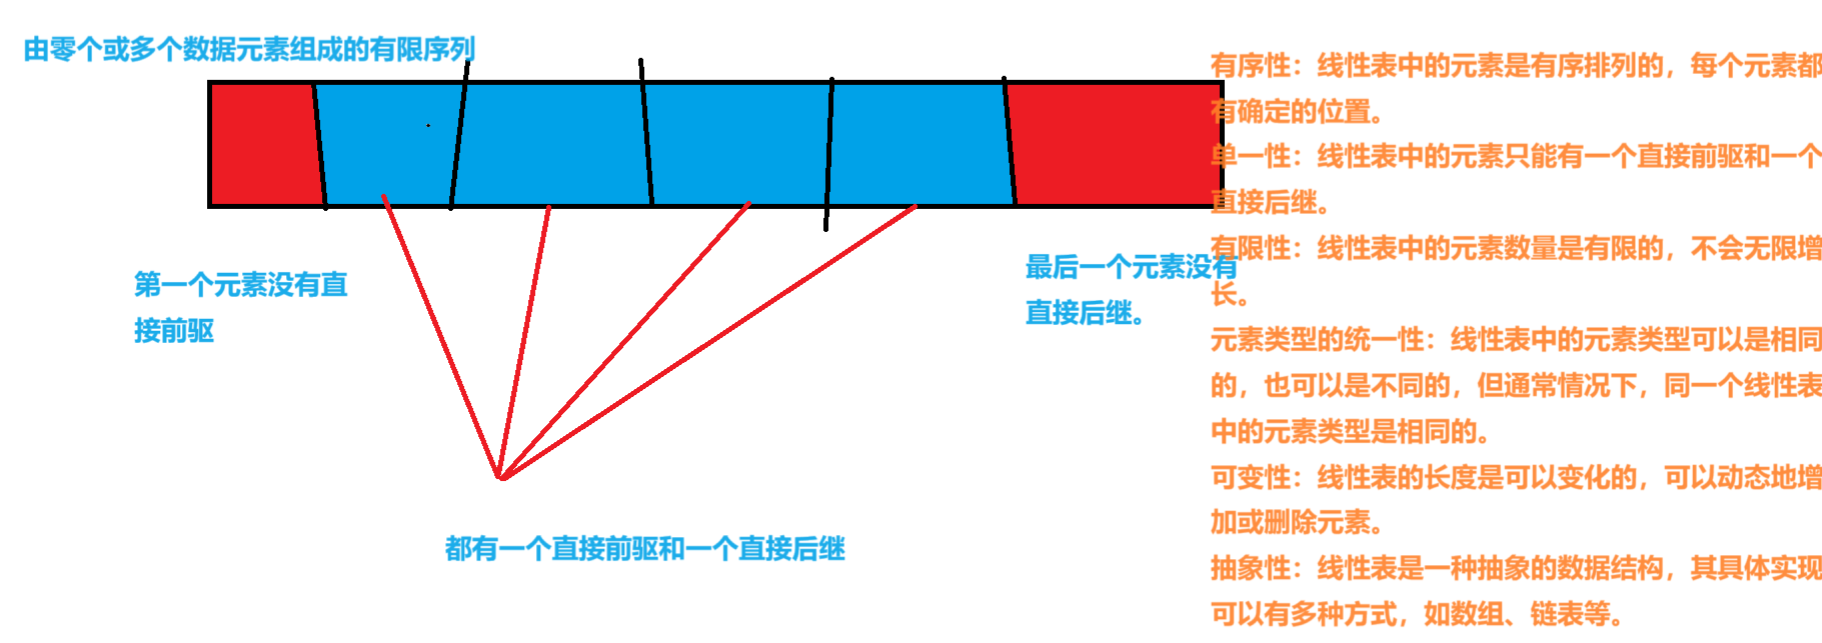 由零个或多个数据元素组成的有限序列
第一个元素没有直
接前驱
最后一个元素没有
直接后继。
都有一个直接前驱和一个直接后继
有序性：线性表中的元素是有序排列的，每个元素都
有确定的位置。
单一性：线性表中的元素只能有一个直接前驱和一个
直接后继。
有限性：线性表中的元素数量是有限的，不会无限增
长。
元素类型的统一性：线性表中的元素类型可以是相同
的，也可以是不同的，但通常情况下，同一个线性表
中的元素类型是相同的。
可变性：线性表的长度是可以变化的，可以动态地增
加或删除元素。
抽象性：线性表是一种抽象的数据结构，其具体实现
可以有多种方式，如数组、链表等。